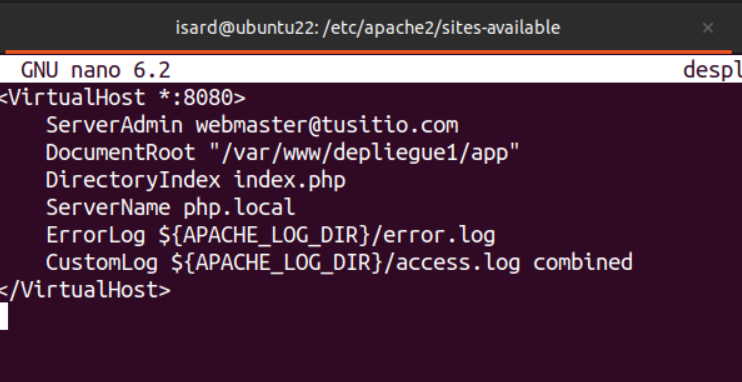 isard@ubuntu22: /etc/apache2/sites-available
GNU nano 6.2 despl
<VirtualHost *:8080>
ServerAdmin webmaster@tusitio.com
DocumentRoot "/var/www/depliegue1/app"
DirectoryIndex index.php
ServerName php.local
ErrorLog ${APACHE_LOG_DIR}/error.log
CustomLog ${APACHE_LOG_DIR}/access.log combined
</VirtualHost>